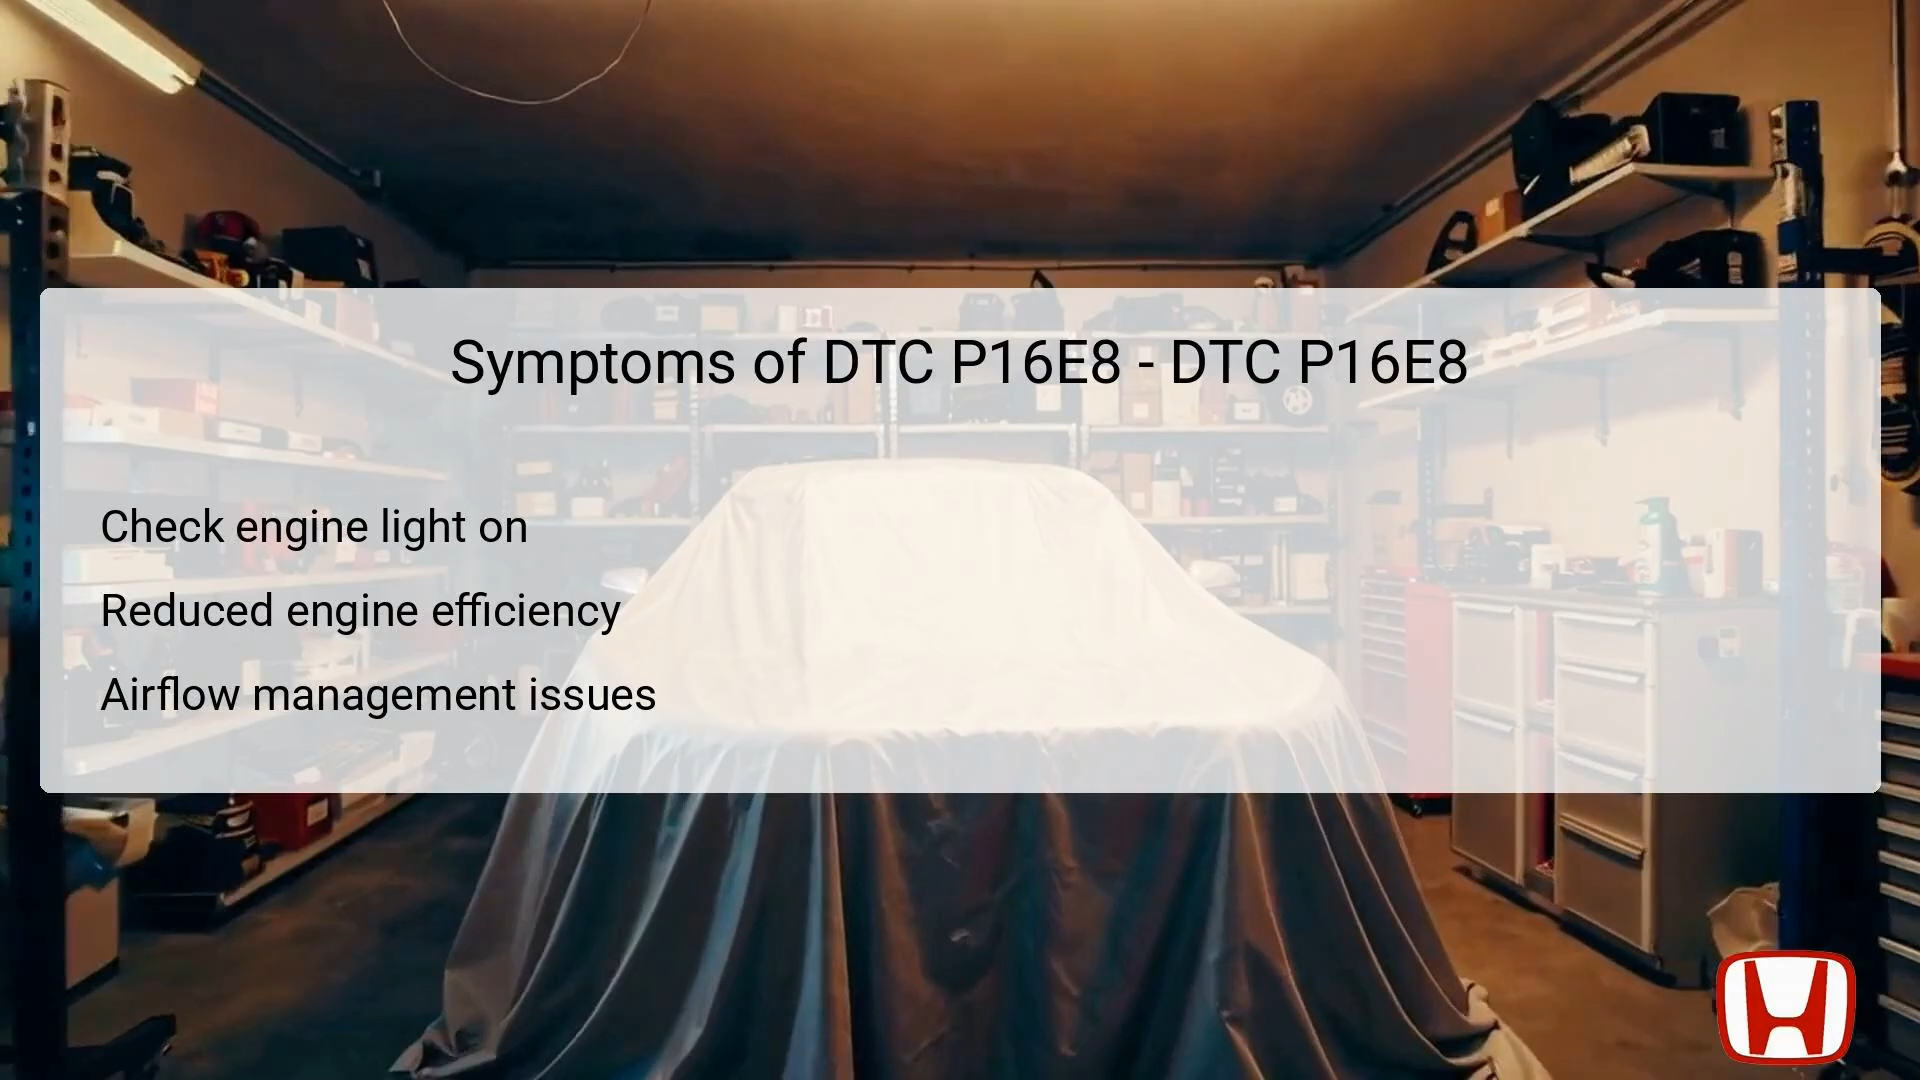 Symptoms of DTC P16E8 - DTC P16E8
Check engine light on
Reduced engine efficiency
Airflow management issues